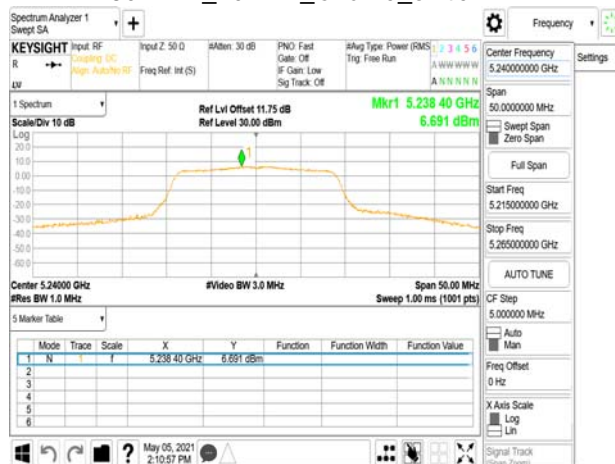 Spectrum Analyzer 1
Swept SA
+
Frequency
KEYSIGHT
Input: RF
Coupling: DC
Align: Auto/No RF
Input Z: 50 Ω
Freq Ref: Int (S)
#Atten: 30 dB
PNO: Fast
Gate: Off
IF Gain: Low
Sig Track: Off
#Avg Type: Power (RMS
Trig: Free Run
1 2 3 4 5 6
A W W W W W
A N N N N N
R
1 Spectrum
Scale/Div 10 dB
Log
Ref Lvl Offset 11.75 dB
Ref Level 30.00 dBm
Mkr1 5.238 40 GHz
6.691 dBm
1
20.0
10.0
0.00
-10.0
-20.0
-30.0
-40.0
-50.0
-60.0
Center 5.24000 GHz
#Res BW 1.0 MHz
#Video BW 3.0 MHz
Span 50.00 MHz
Sweep 1.00 ms (1001 pts)
5 Marker Table
Mode Trace Scale X Y Function Function Width Function Value
1 N 1 f 5.238 40 GHz 6.691 dBm
2
3
4
5
6
May 05, 2021
2:10:57 PM
?
Center Frequency
5.240000000 GHz
Settings
Span
50.0000000 MHz
Swept Span
Zero Span
Full Span
Start Freq
5.215000000 GHz
Stop Freq
5.265000000 GHz
AUTO TUNE
CF Step
5.000000 MHz
Auto
Man
Freq Offset
0 Hz
X Axis Scale
Log
Lin
Signal Track